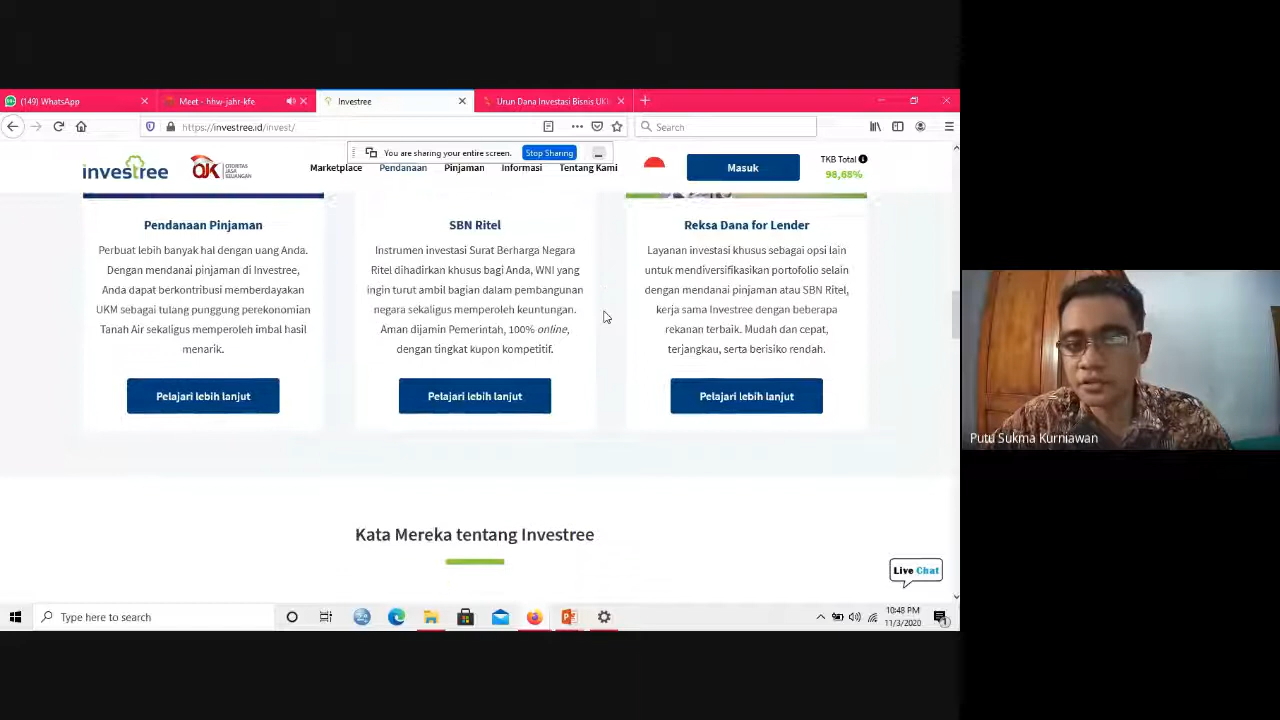 (149) WhatsApp
Meet - hhw-jahr-kfe
Investree
Urun Dana Investasi Bisnis UK
https://investree.id/invest/
Search
You are sharing your entire screen.
Stop Sharing
investree
OJK OTORITAS JASA KEUANGAN
Marketplace
Pendanaan
Pinjaman
Informasi
Tentang Kami
Masuk
TKB Total
98,68%
Pendanaan Pinjaman
Perbuat lebih banyak hal dengan uang Anda.
Dengan mendanai pinjaman di Investree,
Anda dapat berkontribusi memberdayakan
UKM sebagai tulang punggung perekonomian
Tanah Air sekaligus memperoleh imbal hasil
menarik.
Pelajari lebih lanjut
SBN Ritel
Instrumen investasi Surat Berharga Negara
Ritel dihadirkan khusus bagi Anda, WNI yang
ingin turut ambil bagian dalam pembangunan
negara sekaligus memperoleh keuntungan.
Aman dijamin Pemerintah, 100% online,
dengan tingkat kupon kompetitif.
Pelajari lebih lanjut
Reksa Dana for Lender
Layanan investasi khusus sebagai opsi lain
untuk mendiversifikasikan portofolio selain
dengan mendanai pinjaman atau SBN Ritel,
kerja sama Investree dengan beberapa
rekanan terbaik. Mudah dan cepat,
terjangkau, serta berisiko rendah.
Pelajari lebih lanjut
Kata Mereka tentang Investree
Live Chat
Type here to search
10:48 PM
11/3/2020
Putu Sukma Kurniawan